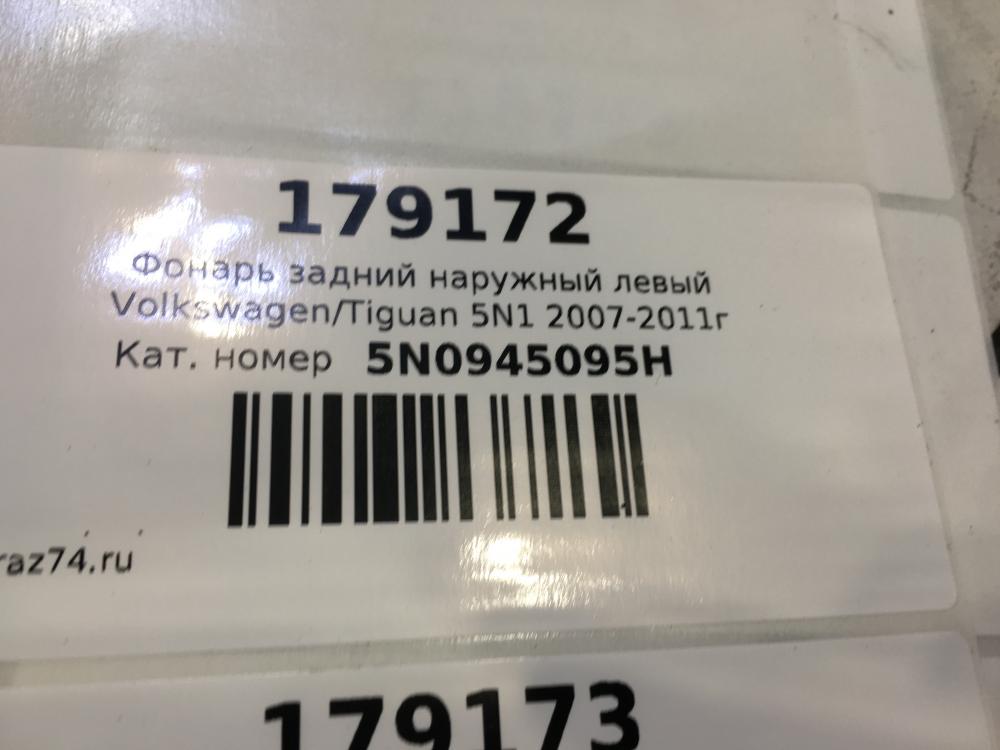 179172
Фонарь задний наружный левый
Volkswagen/Tiguan 5N1 2007-2011г
Кат. номер 5N0945095H
raz74.ru
179173